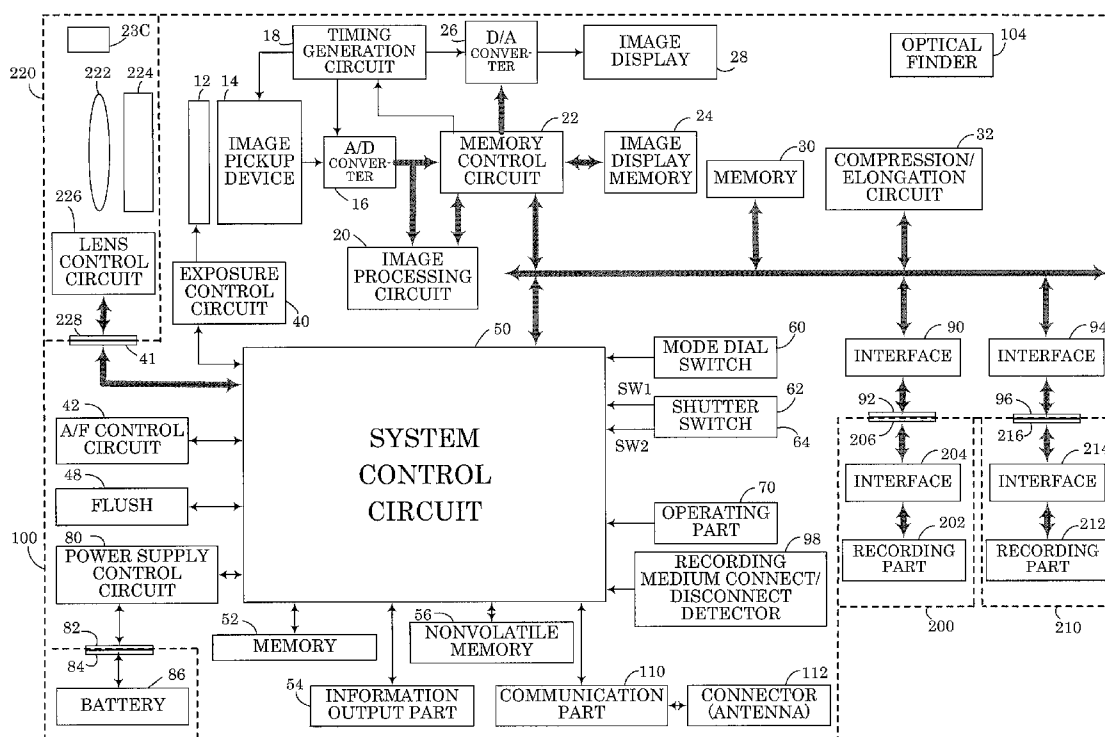 23C
220
222
224
12
14
18
TIMING
GENERATION
CIRCUIT
26
D/A
CONVERTER
IMAGE
DISPLAY
28
OPTICAL
FINDER
104
IMAGE
PICKUP
DEVICE
A/D
CONVERTER
16
MEMORY
CONTROL
CIRCUIT
22
IMAGE
DISPLAY
MEMORY
24
30
MEMORY
32
COMPRESSION/
ELONGATION
CIRCUIT
226
LENS
CONTROL
CIRCUIT
228
41
EXPOSURE
CONTROL
CIRCUIT
40
20
IMAGE
PROCESSING
CIRCUIT
50
SYSTEM
CONTROL
CIRCUIT
60
MODE DIAL
SWITCH
SW1
62
SHUTTER
SWITCH
SW2
64
90
INTERFACE
94
INTERFACE
92
206
96
216
204
INTERFACE
214
INTERFACE
202
RECORDING
PART
212
RECORDING
PART
200
210
42
A/F CONTROL
CIRCUIT
48
FLUSH
100
80
POWER SUPPLY
CONTROL
CIRCUIT
82
84
BATTERY
86
70
OPERATING
PART
98
RECORDING
MEDIUM CONNECT/
DISCONNECT
DETECTOR
52
MEMORY
56
NONVOLATILE
MEMORY
54
INFORMATION
OUTPUT PART
110
COMMUNICATION
PART
112
CONNECTOR
(ANTENNA)